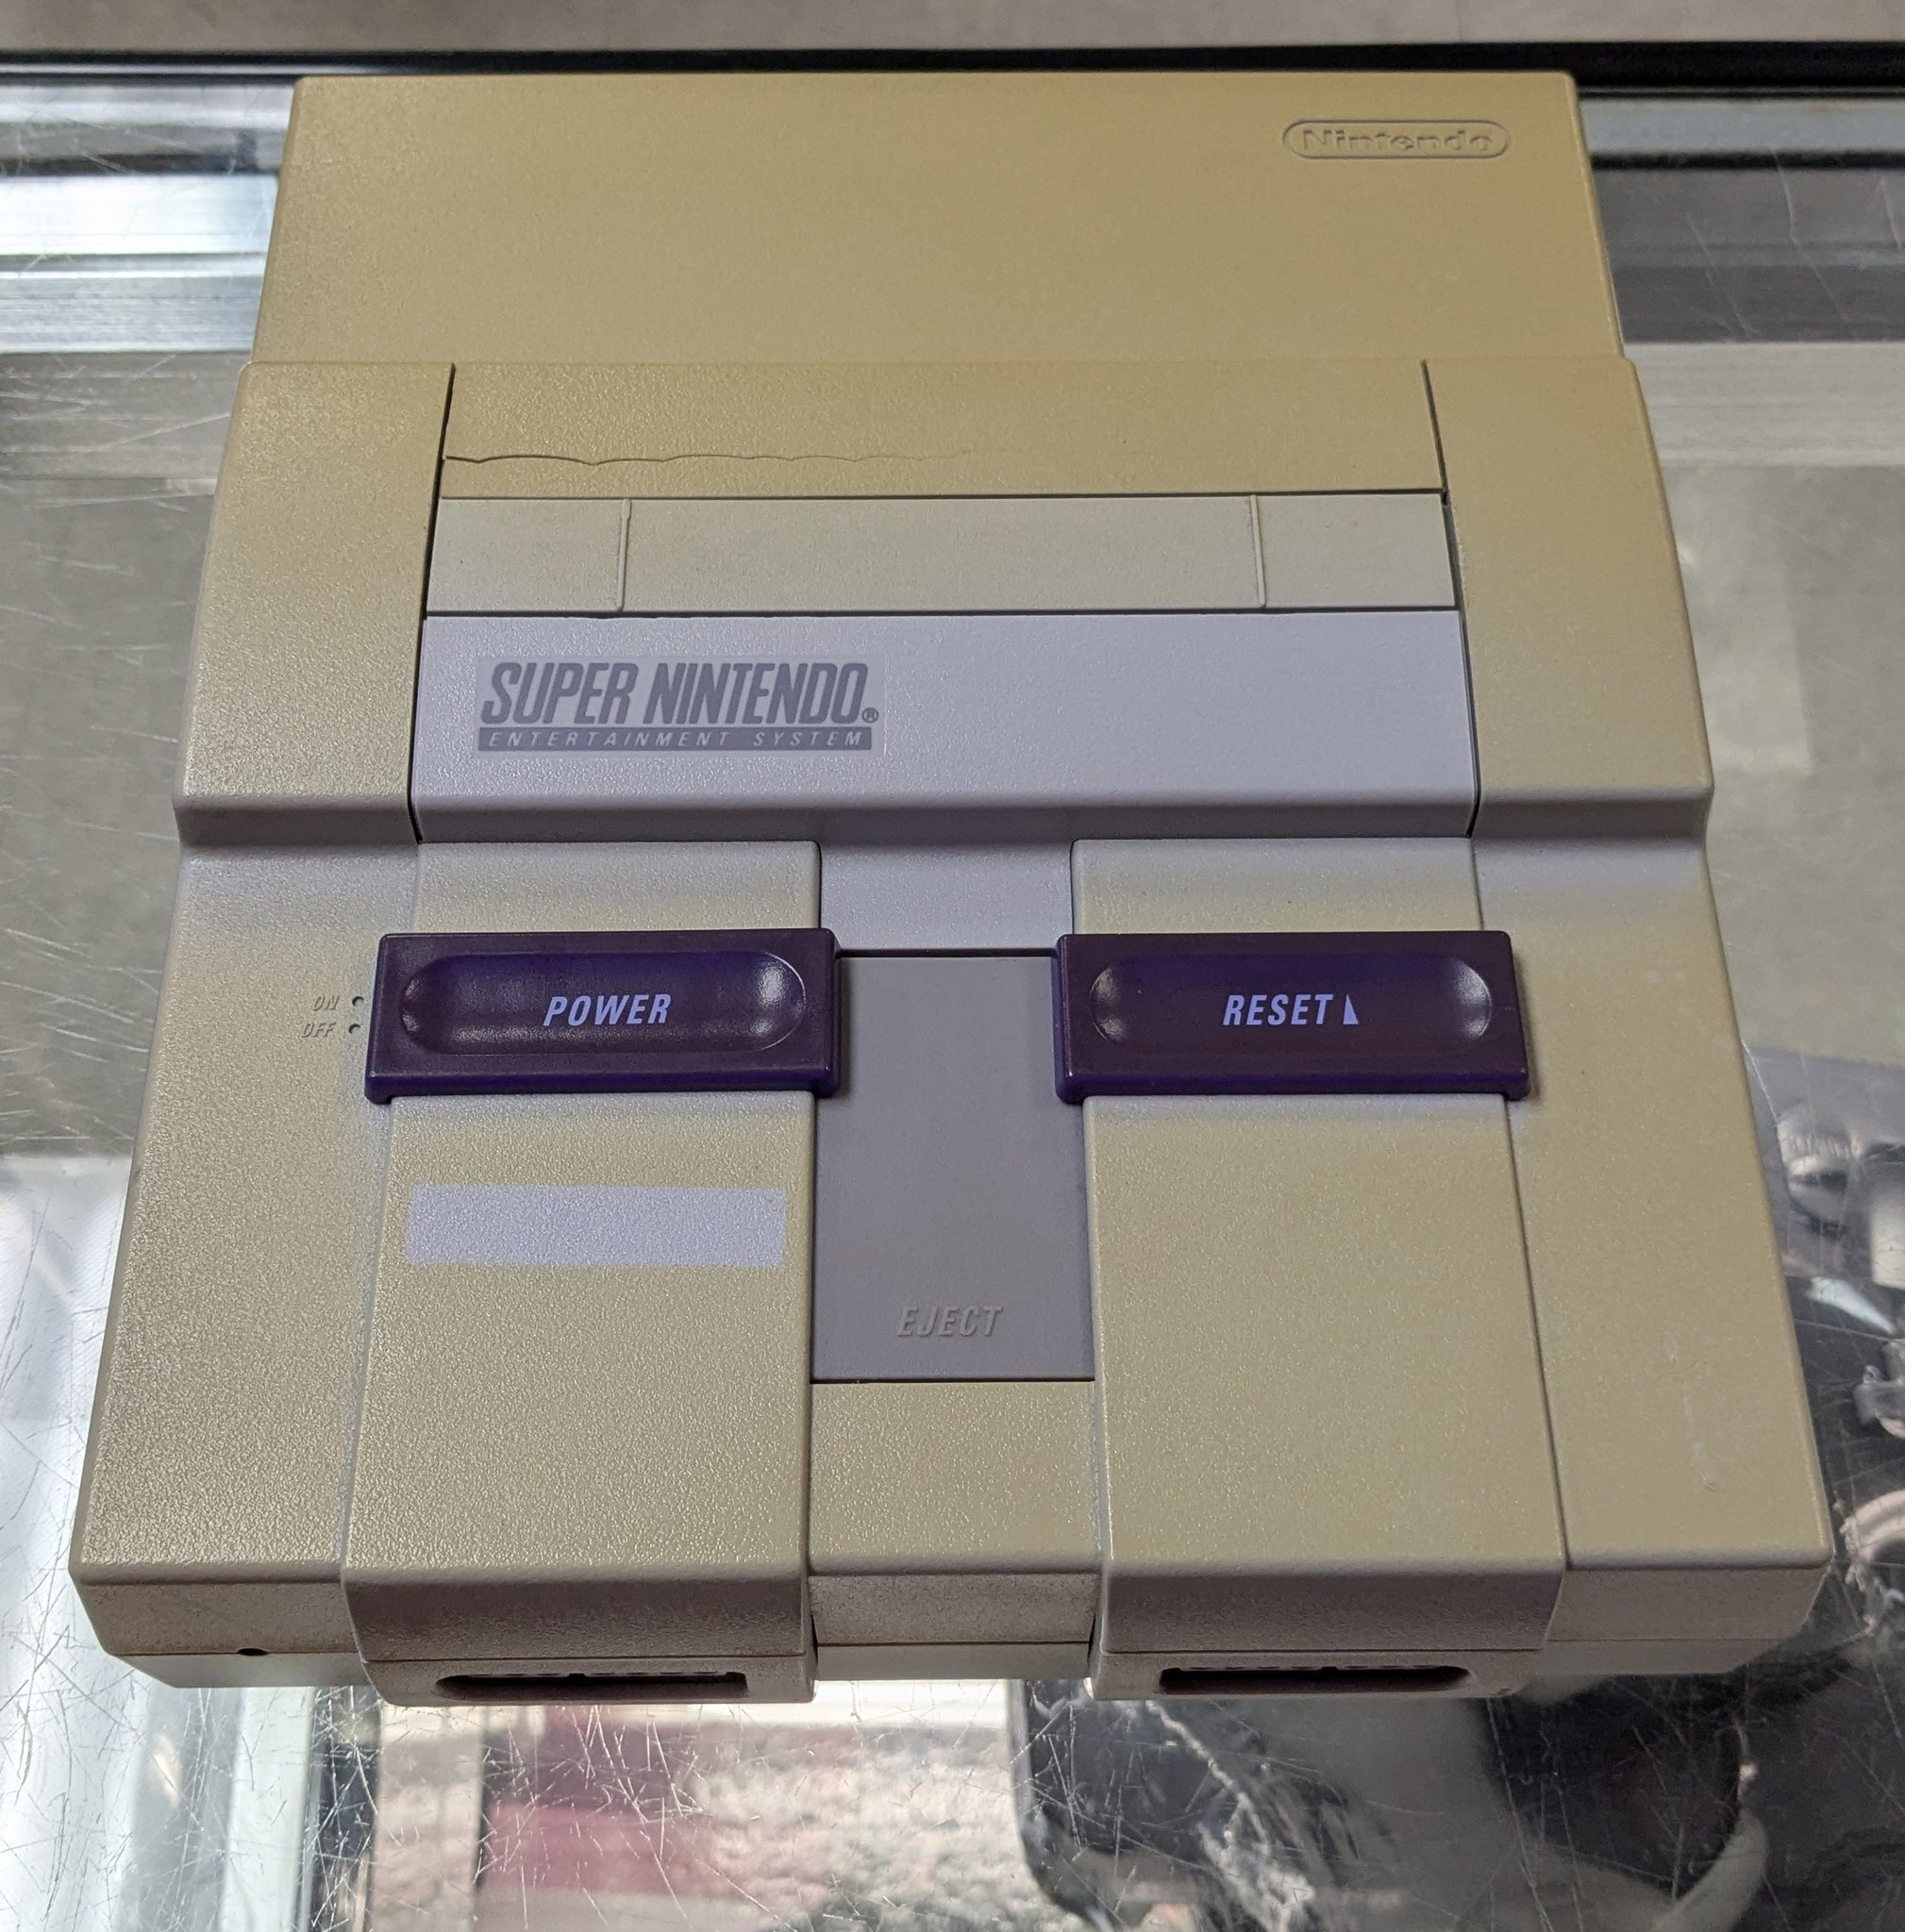 Nintendo
SUPER NINTENDO®
ENTERTAINMENT SYSTEM
ON
OFF
POWER
RESET
EJECT